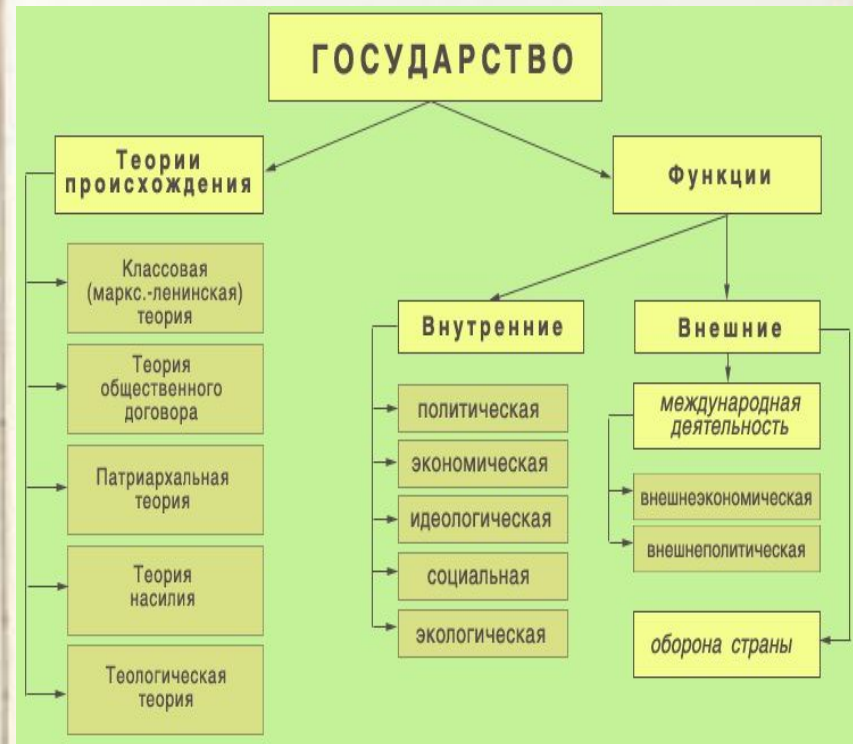 ГОСУДАРСТВО
Теории
происхождения
Функции
Классовая
(маркс.-ленинская)
теория
Теория
общественного
договора
Патриархальная
теория
Теория
насилия
Теологическая
теория
Внутренние
политическая
экономическая
идеологическая
социальная
экологическая
Внешние
международная
деятельность
внешнеэкономическая
внешнеполитическая
оборона страны